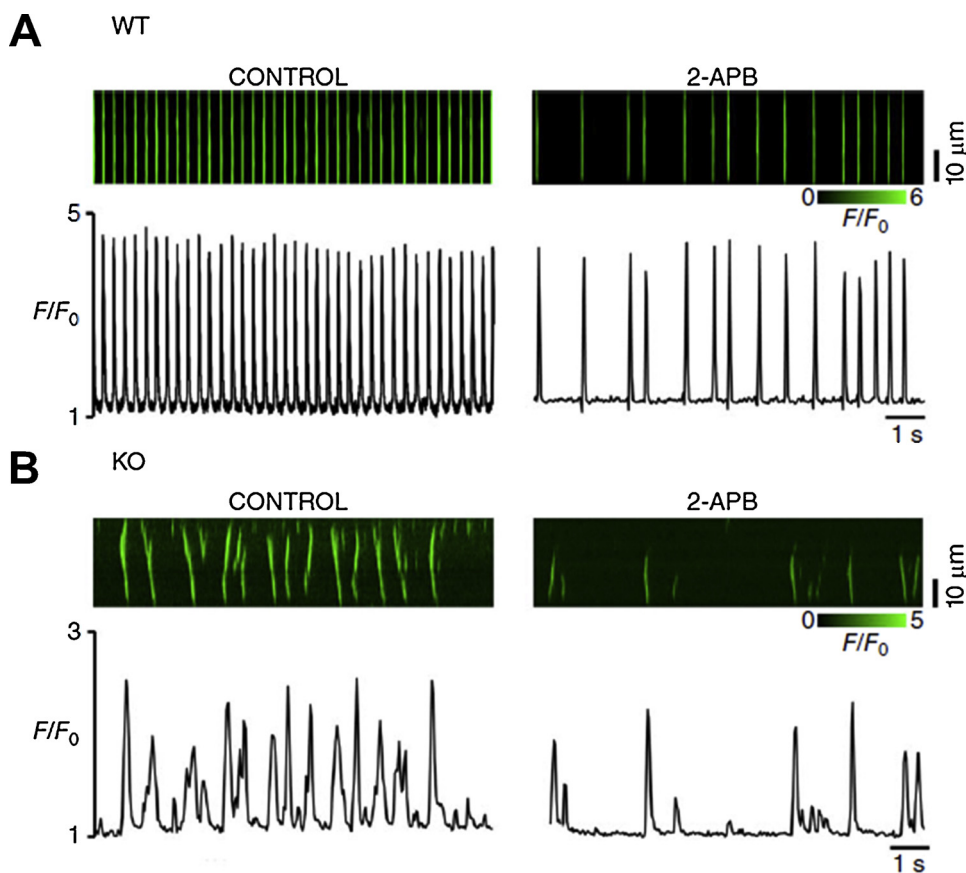 A WT
CONTROL 2-APB
10 µm
0 6
F/F0
5
F/F0
1
1 s
B KO
CONTROL 2-APB
10 µm
0 5
F/F0
3
F/F0
1
1 s